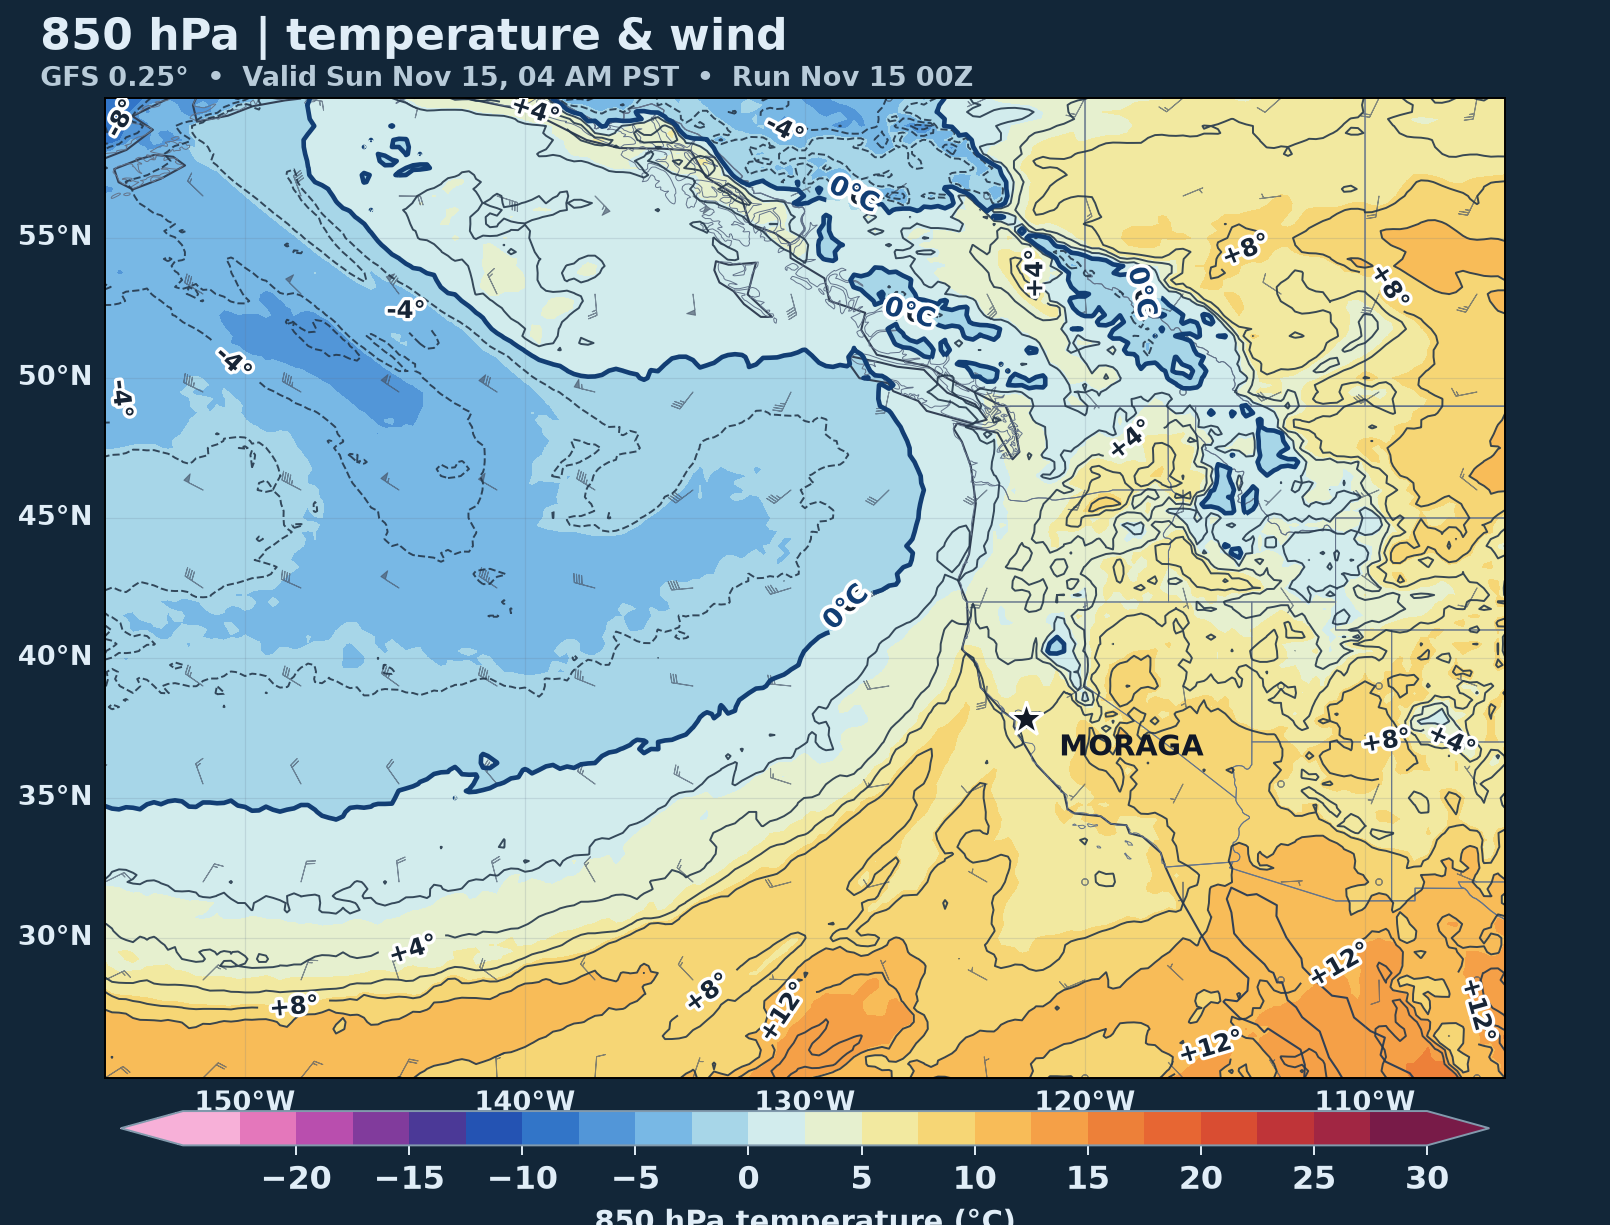 850 hPa | temperature & wind
GFS 0.25° • Valid Sun Nov 15, 04 AM PST • Run Nov 15 00Z
-8°
+4°
-4°
0°C
55°N
+8°
+4°
0°C
+8°
-4°
0°C
-4°
50°N
-4°
+4°
45°N
0°C
40°N
MORAGA
+8°
+4°
35°N
30°N
+4°
+12°
+8°
+8°
+12°
+12°
+12°
150°W 140°W 130°W 120°W 110°W
−20 −15 −10 −5 0 5 10 15 20 25 30
850 hPa temperature (°C)